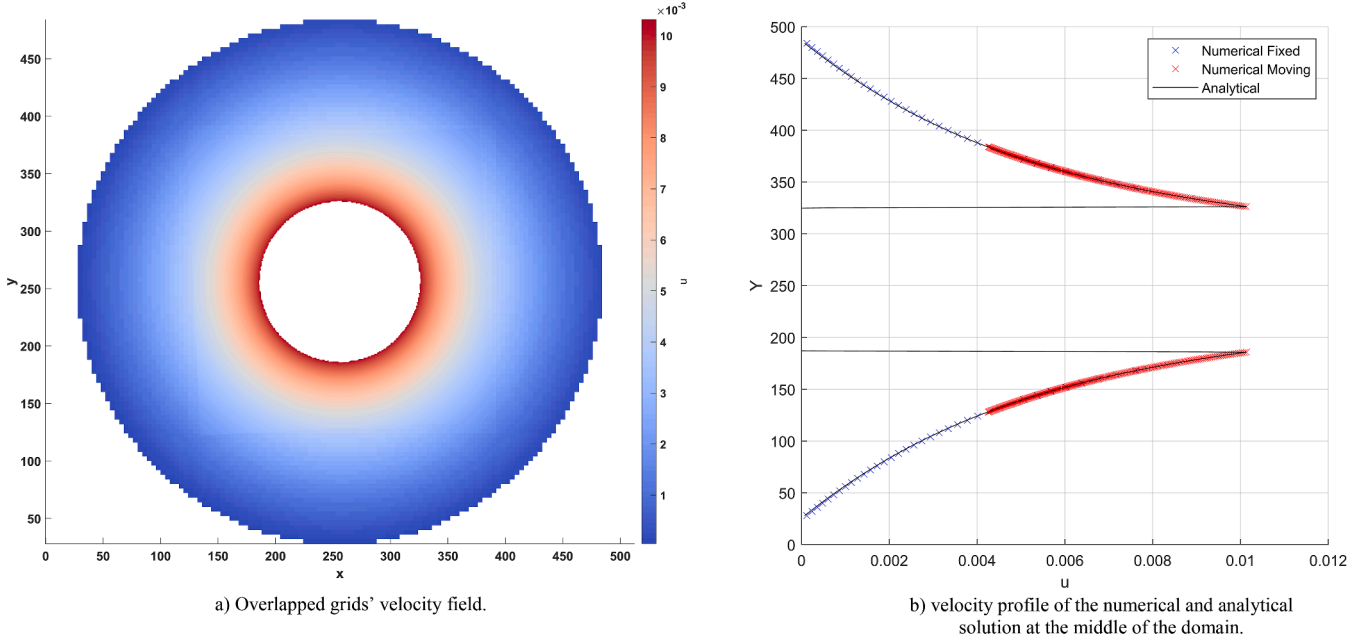 ×10⁻³
450
400
350
300
250
200
150
100
50
y
0 50 100 150 200 250 300 350 400 450 500
x
10
9
8
7
6
5
4
3
2
1
u
a) Overlapped grids' velocity field.
500
450
400
350
300
250
200
150
100
50
0
Y
Numerical Fixed
Numerical Moving
Analytical
0 0.002 0.004 0.006 0.008 0.01 0.012
u
b) velocity profile of the numerical and analytical
solution at the middle of the domain.